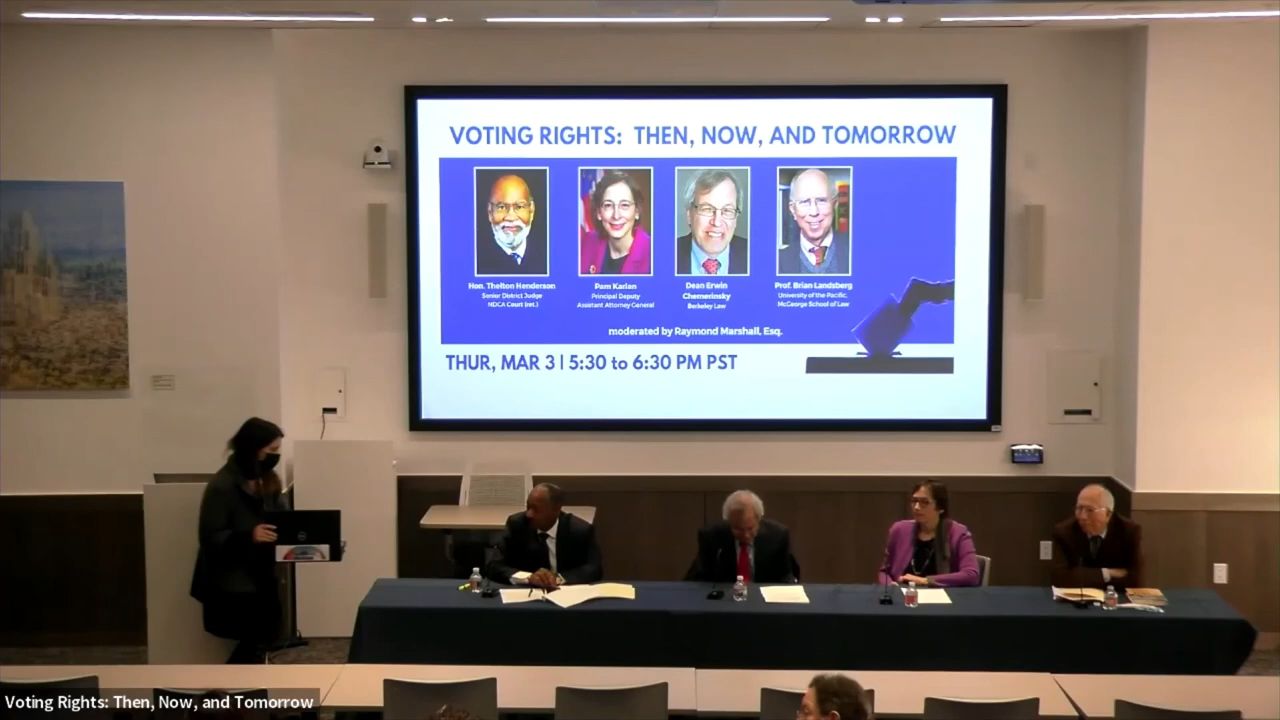 VOTING RIGHTS: THEN, NOW, AND TOMORROW
Hon. Thelton Henderson
Senior District Judge
NDCA Court (ret.)
Pam Karlan
Principal Deputy
Assistant Attorney General
Dean Erwin
Chemerinsky
Berkeley Law
Prof. Brian Landsberg
University of the Pacific,
McGeorge School of Law
moderated by Raymond Marshall, Esq.
THUR, MAR 3 | 5:30 to 6:30 PM PST
Voting Rights: Then, Now, and Tomorrow